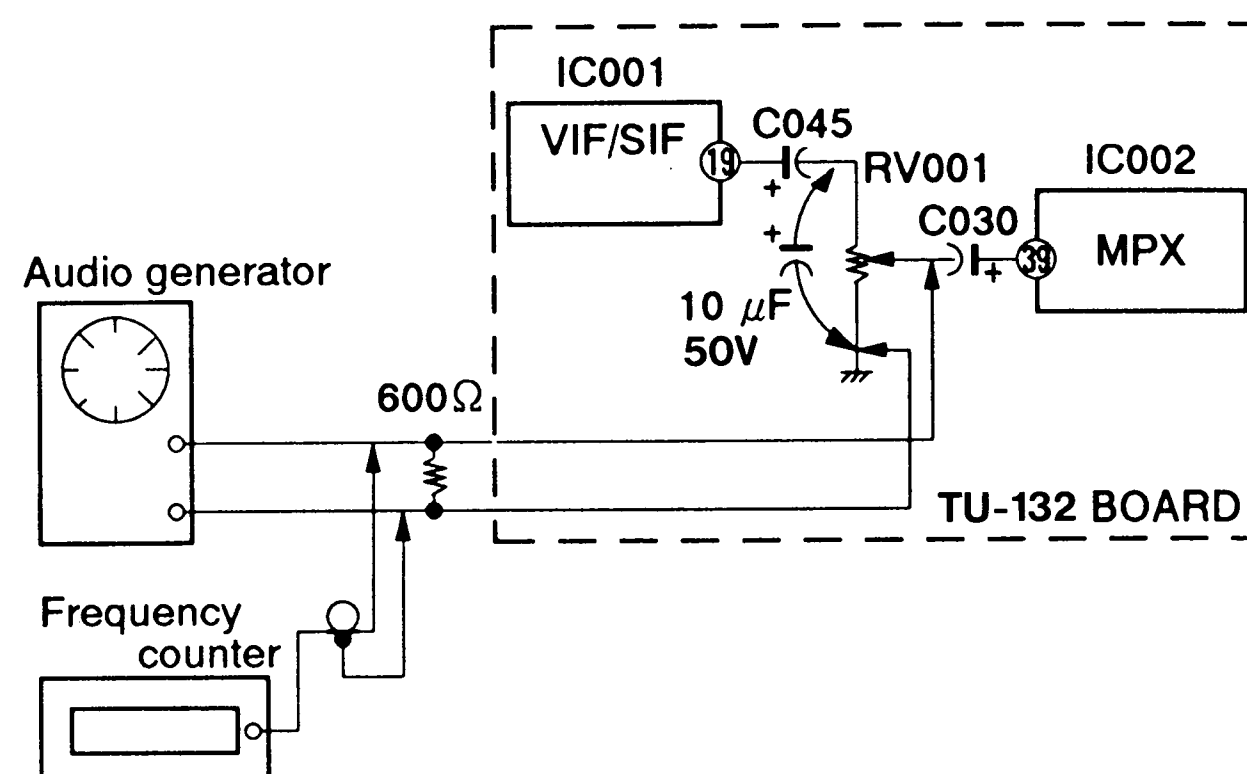 IC001
VIF/SIF
19
C045
+
RV001
IC002
C030
39
MPX
+
+
10 μF
50V
Audio generator
600Ω
TU-132 BOARD
Frequency
counter